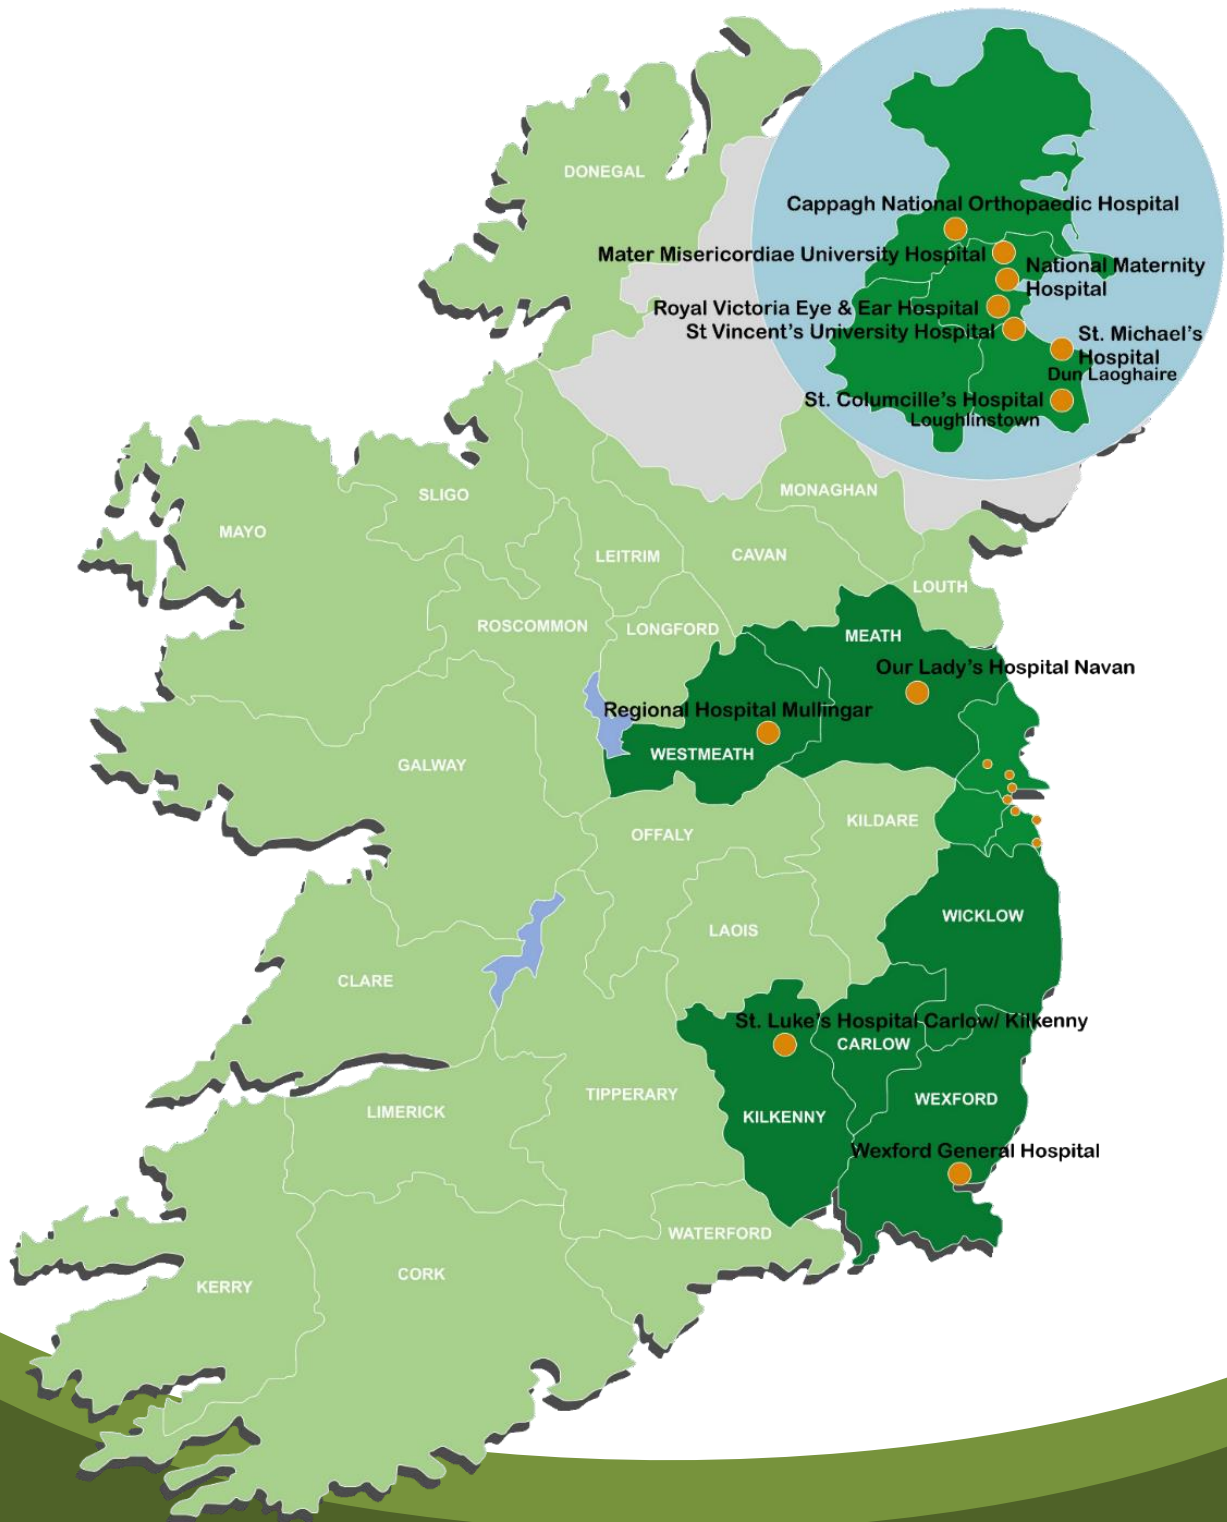 DONEGAL
Cappagh National Orthopaedic Hospital
Mater Misericordiae University Hospital
National Maternity
Hospital
Royal Victoria Eye & Ear Hospital
St Vincent's University Hospital
St. Michael's
Hospital
Dun Laoghaire
St. Columcille's Hospital
Loughlinstown
MONAGHAN
SLIGO
MAYO
LEITRIM
CAVAN
LOUTH
ROSCOMMON
LONGFORD
MEATH
Our Lady's Hospital Navan
Regional Hospital Mullingar
WESTMEATH
GALWAY
OFFALY
KILDARE
WICKLOW
LAOIS
CLARE
St. Luke's Hospital Carlow/ Kilkenny
CARLOW
TIPPERARY
WEXFORD
LIMERICK
KILKENNY
Wexford General Hospital
WATERFORD
CORK
KERRY